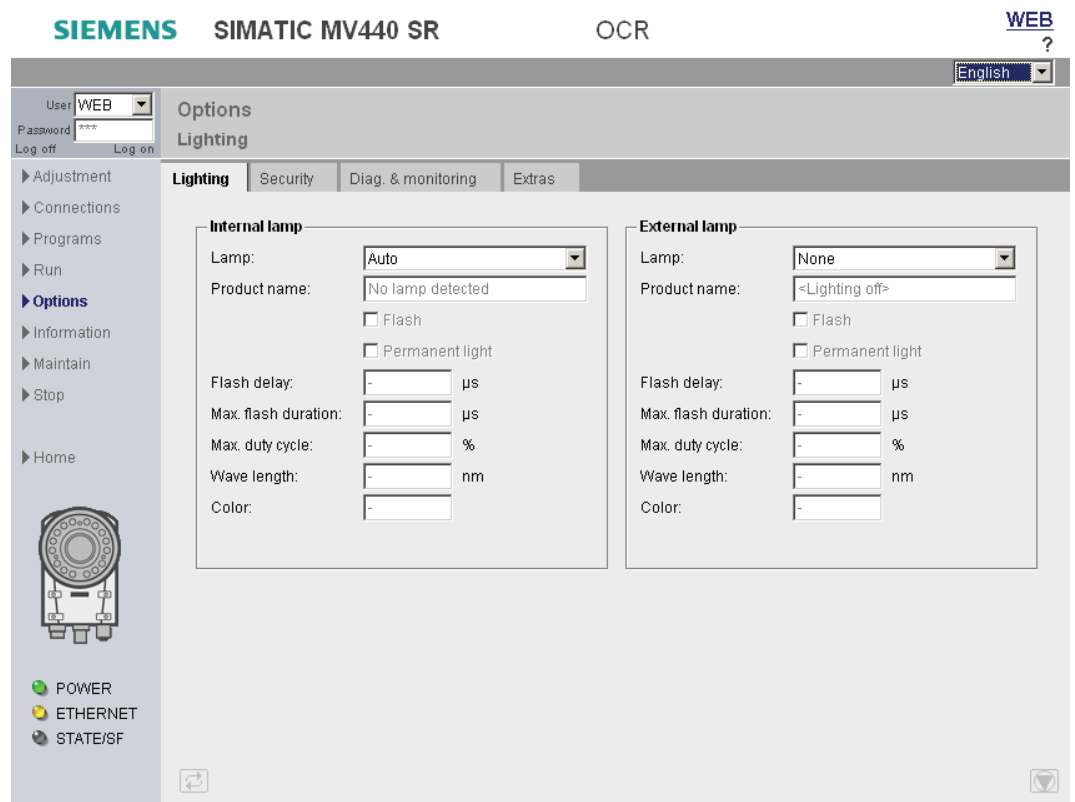 SIEMENS SIMATIC MV440 SR OCR WEB
?
English
User WEB
Password ***
Log off Log on
Options
Lighting
Adjustment
Connections
Programs
Run
Options
Information
Maintain
Stop
Home
POWER
ETHERNET
STATE/SF
Lighting Security Diag. & monitoring Extras
Internal lamp
Lamp: Auto
Product name: No lamp detected
Flash
Permanent light
Flash delay: - µs
Max. flash duration: - µs
Max. duty cycle: - %
Wave length: - nm
Color: -
External lamp
Lamp: None
Product name: <Lighting off>
Flash
Permanent light
Flash delay: - µs
Max. flash duration: - µs
Max. duty cycle: - %
Wave length: - nm
Color: -